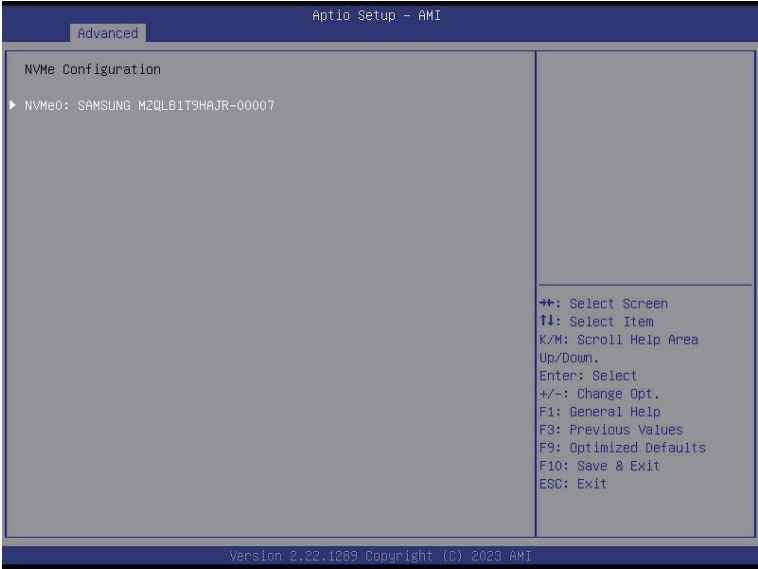 Aptio Setup – AMI
Advanced
NVMe Configuration
NVMe0: SAMSUNG MZQLB1T9HAJR-00007
→←: Select Screen
↑↓: Select Item
K/M: Scroll Help Area
Up/Down.
Enter: Select
+/-: Change Opt.
F1: General Help
F3: Previous Values
F9: Optimized Defaults
F10: Save & Exit
ESC: Exit
Version 2.22.1289 Copyright (C) 2023 AMI